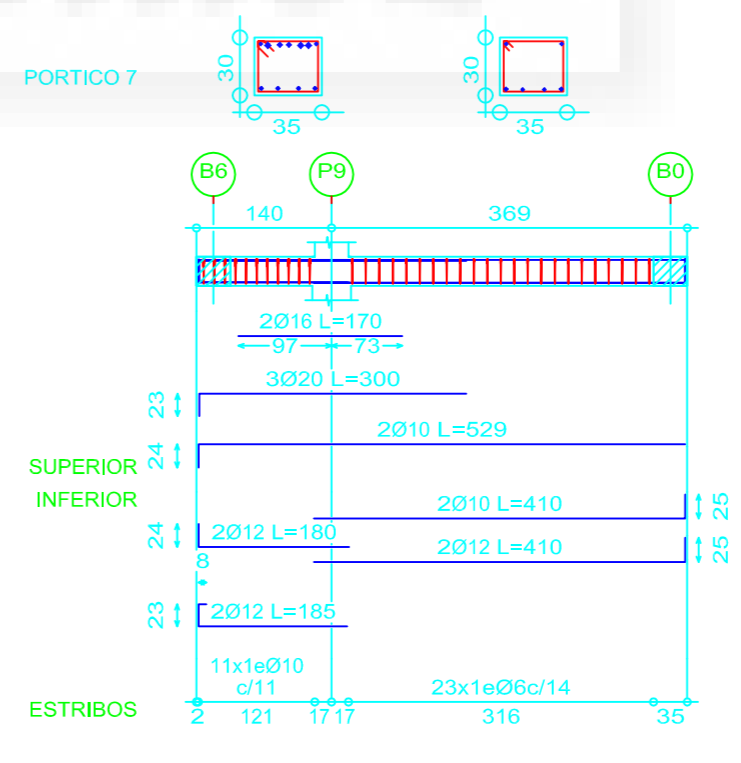 PORTICO 7
30
35
30
35
B6
P9
B0
140
369
2Ø16 L=170
97
73
3Ø20 L=300
23
2Ø10 L=529
24
SUPERIOR
INFERIOR
2Ø10 L=410
25
2Ø12 L=180
24
2Ø12 L=410
25
8
2Ø12 L=185
23
11x1eØ10
c/11
23x1eØ6c/14
ESTRIBOS
2
121
17
17
316
35